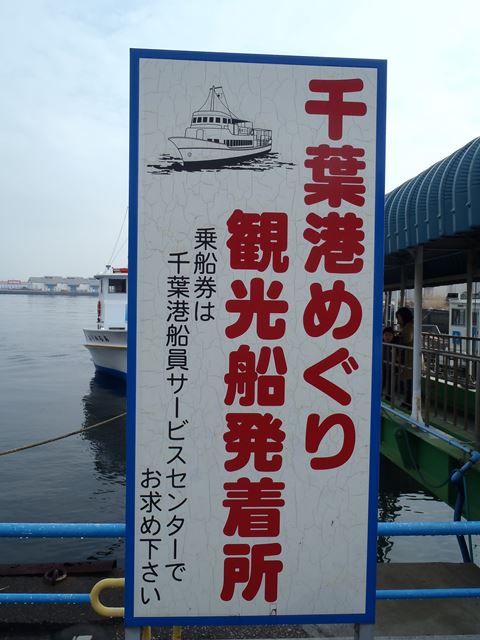 千葉港めぐり
観光船発着所
乗船券は
千葉港船員サービスセンターで
お求め下さい